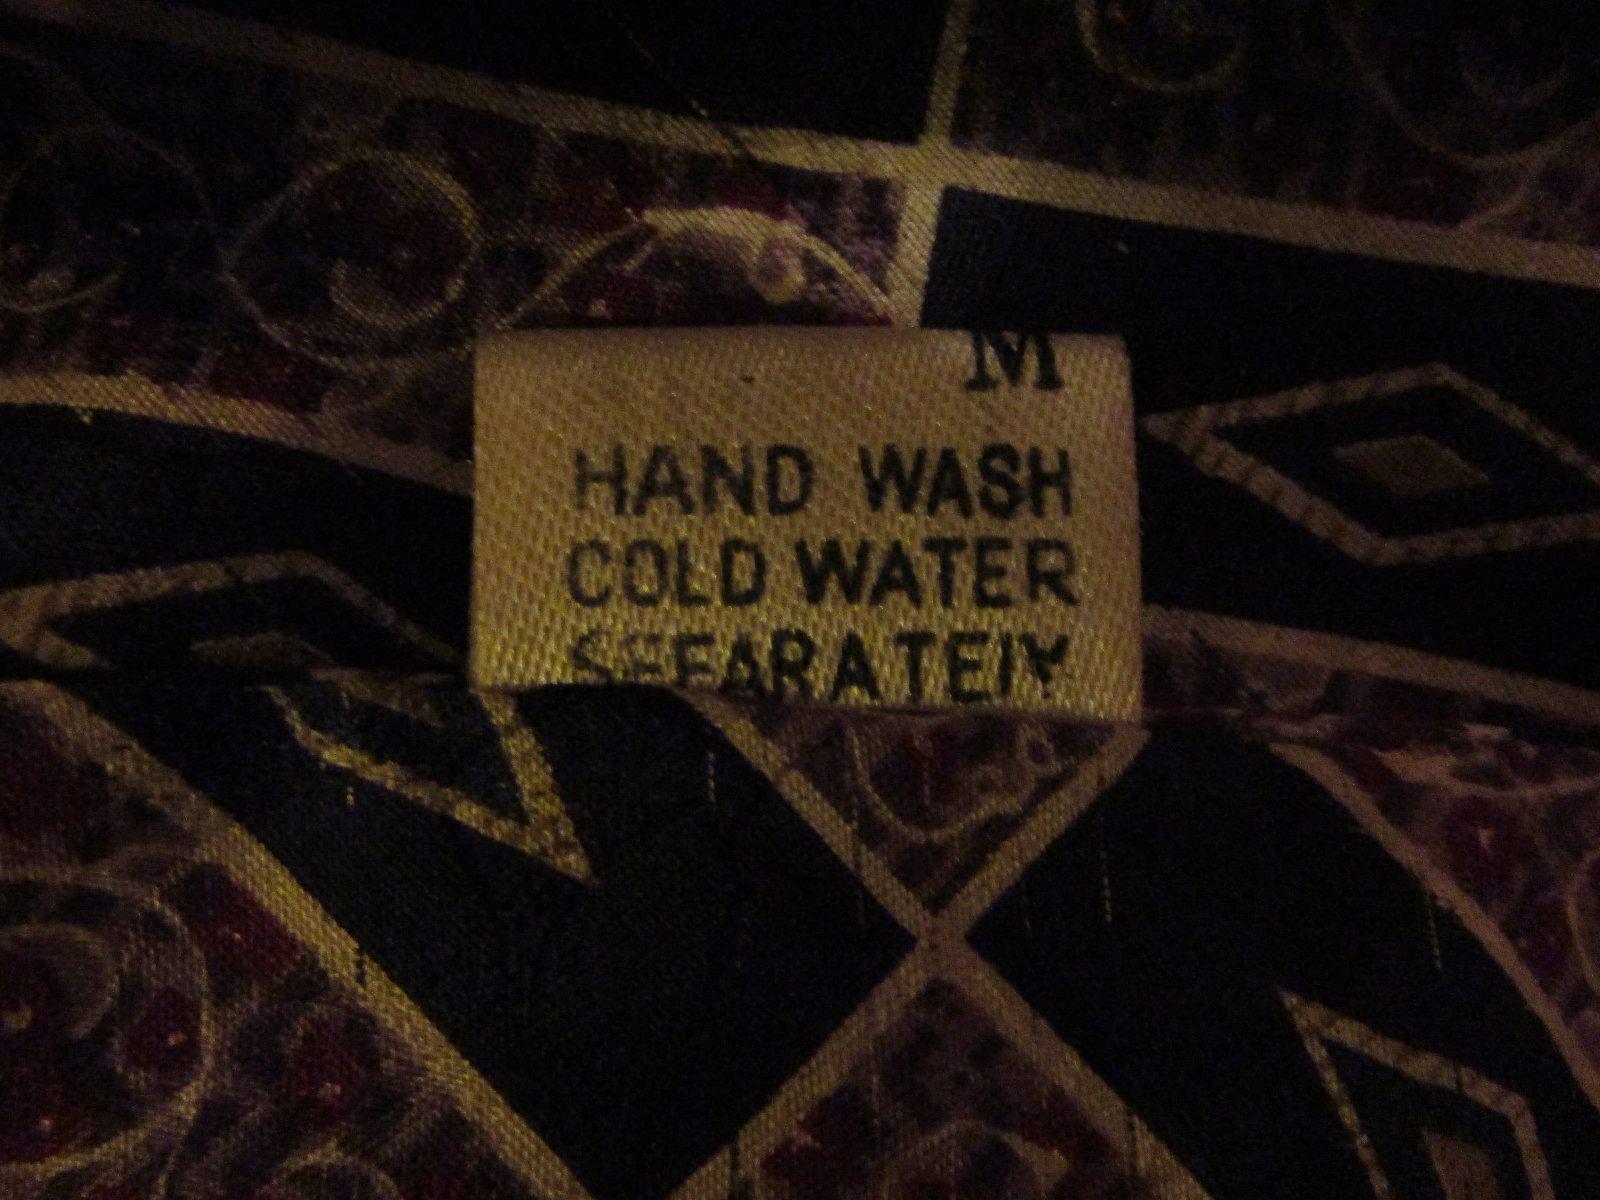 M
HAND WASH
COLD WATER
SEPARATELY